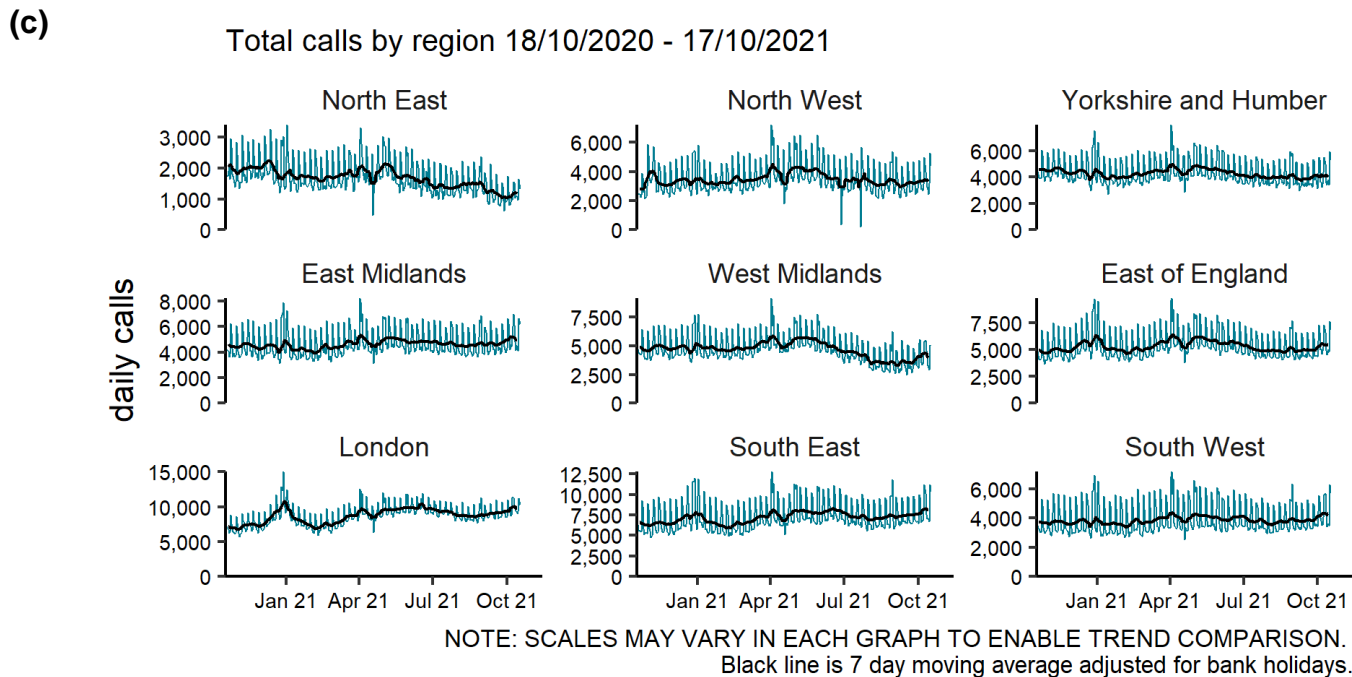 (c)
Total calls by region 18/10/2020 - 17/10/2021
North East
North West
Yorkshire and Humber
3,000
2,000
1,000
0
6,000
4,000
2,000
0
6,000
4,000
2,000
0
East Midlands
West Midlands
East of England
daily calls
8,000
6,000
4,000
2,000
0
7,500
5,000
2,500
0
7,500
5,000
2,500
0
London
South East
South West
15,000
10,000
5,000
0
12,500
10,000
7,500
5,000
2,500
0
6,000
4,000
2,000
0
Jan 21 Apr 21 Jul 21 Oct 21
Jan 21 Apr 21 Jul 21 Oct 21
Jan 21 Apr 21 Jul 21 Oct 21
NOTE: SCALES MAY VARY IN EACH GRAPH TO ENABLE TREND COMPARISON.
Black line is 7 day moving average adjusted for bank holidays.